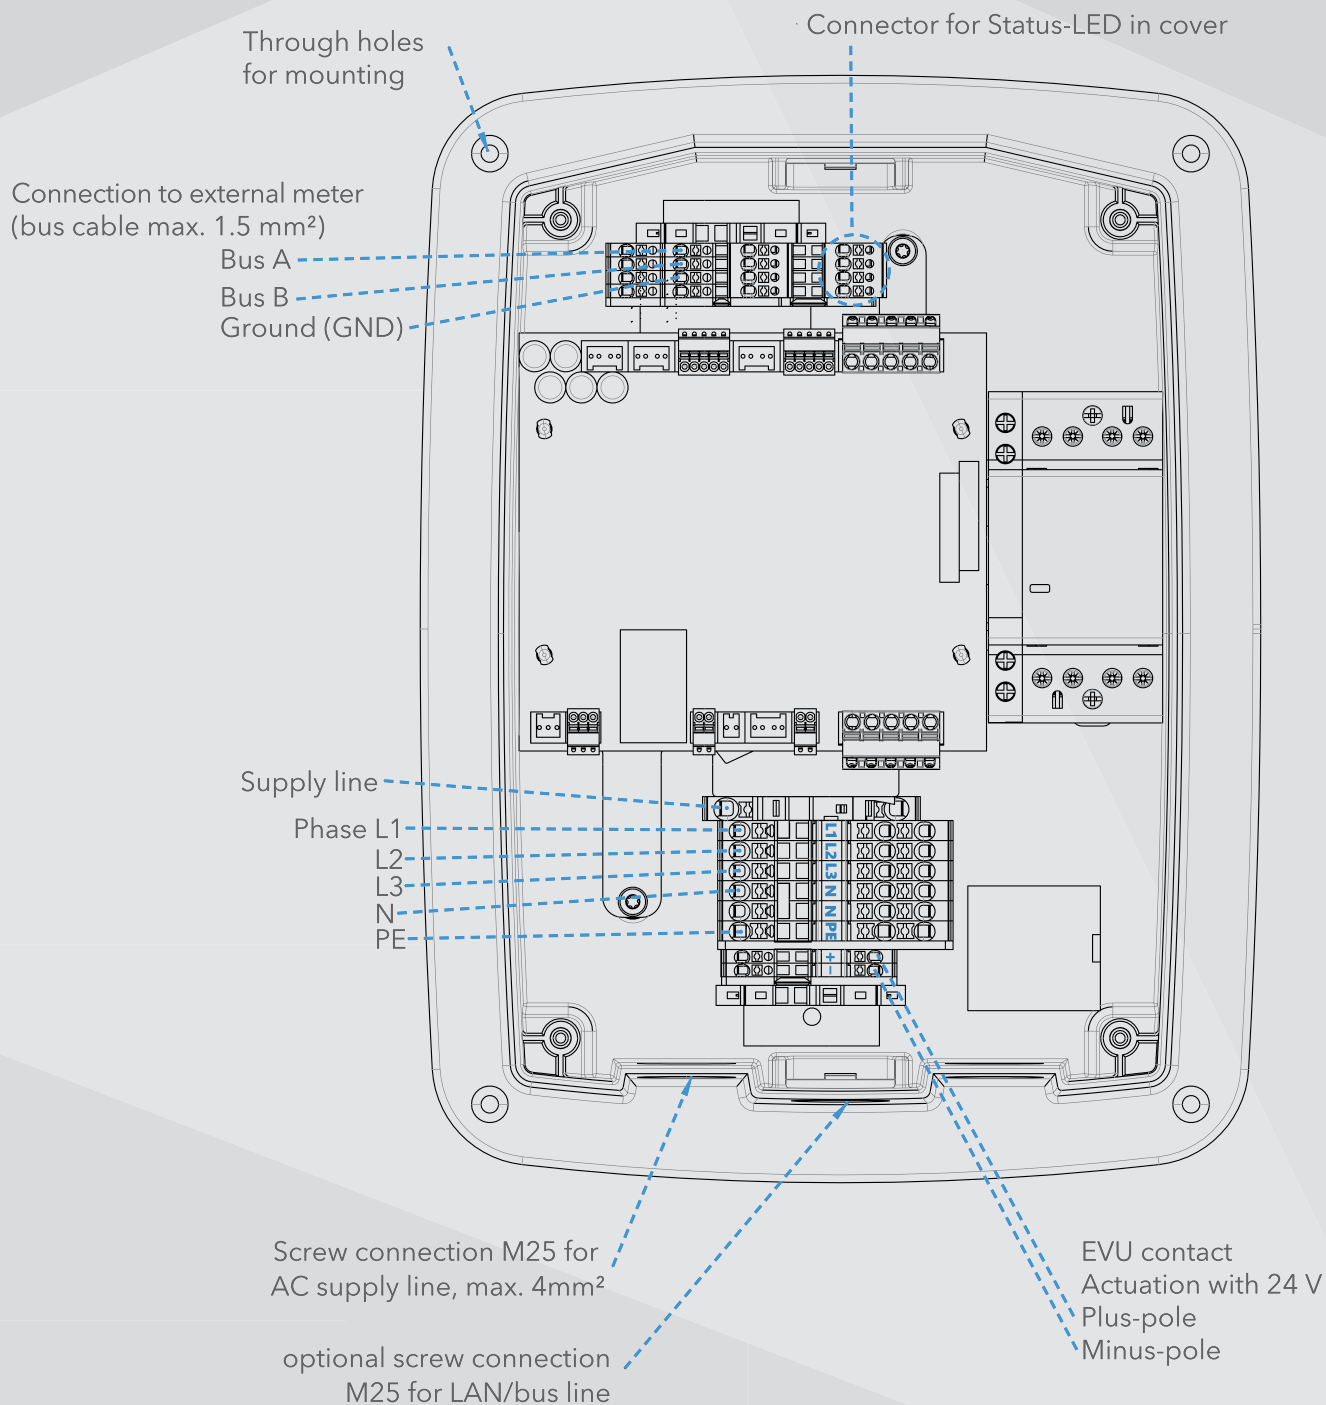 Connector for Status-LED in cover
Through holes
for mounting
Connection to external meter
(bus cable max. 1.5 mm²)
Bus A
Bus B
Ground (GND)
Supply line
Phase L1
L2
L3
N
PE
L1
L2
L3
N
N
PE
+
−
Screw connection M25 for
AC supply line, max. 4mm²
optional screw connection
M25 for LAN/bus line
EVU contact
Actuation with 24 V
Plus-pole
Minus-pole